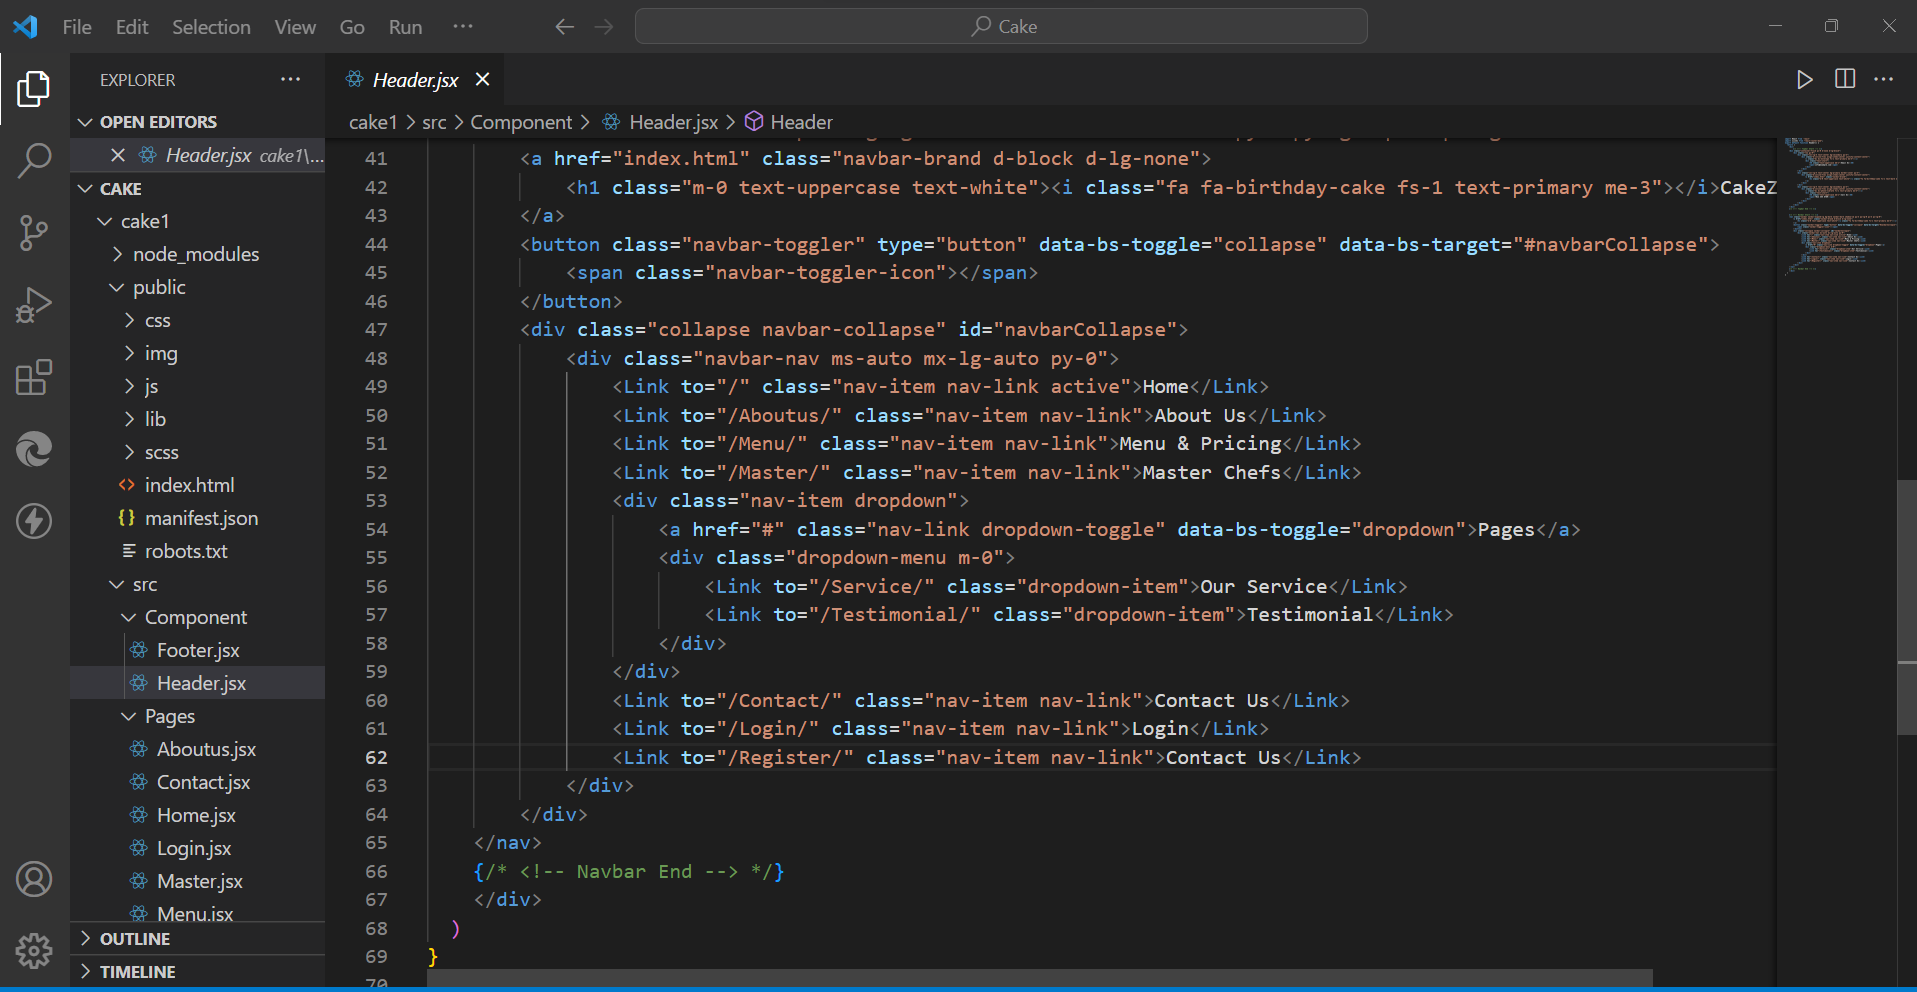 File Edit Selection View Go Run ···
Cake
EXPLORER ···
OPEN EDITORS
Header.jsx cake1\...
CAKE
cake1
node_modules
public
css
img
js
lib
scss
index.html
manifest.json
robots.txt
src
Component
Footer.jsx
Header.jsx
Pages
Aboutus.jsx
Contact.jsx
Home.jsx
Login.jsx
Master.jsx
Menu.jsx
OUTLINE
TIMELINE
Header.jsx
cake1 > src > Component > Header.jsx > Header
41 <a href="index.html" class="navbar-brand d-block d-lg-none">
42 <h1 class="m-0 text-uppercase text-white"><i class="fa fa-birthday-cake fs-1 text-primary me-3"></i>CakeZ
43 </a>
44 <button class="navbar-toggler" type="button" data-bs-toggle="collapse" data-bs-target="#navbarCollapse">
45 <span class="navbar-toggler-icon"></span>
46 </button>
47 <div class="collapse navbar-collapse" id="navbarCollapse">
48 <div class="navbar-nav ms-auto mx-lg-auto py-0">
49 <Link to="/" class="nav-item nav-link active">Home</Link>
50 <Link to="/Aboutus/" class="nav-item nav-link">About Us</Link>
51 <Link to="/Menu/" class="nav-item nav-link">Menu & Pricing</Link>
52 <Link to="/Master/" class="nav-item nav-link">Master Chefs</Link>
53 <div class="nav-item dropdown">
54 <a href="#" class="nav-link dropdown-toggle" data-bs-toggle="dropdown">Pages</a>
55 <div class="dropdown-menu m-0">
56 <Link to="/Service/" class="dropdown-item">Our Service</Link>
57 <Link to="/Testimonial/" class="dropdown-item">Testimonial</Link>
58 </div>
59 </div>
60 <Link to="/Contact/" class="nav-item nav-link">Contact Us</Link>
61 <Link to="/Login/" class="nav-item nav-link">Login</Link>
62 <Link to="/Register/" class="nav-item nav-link">Contact Us</Link>
63 </div>
64 </div>
65 </nav>
66 {/* <!-- Navbar End --> */}
67 </div>
68 )
69 }
70